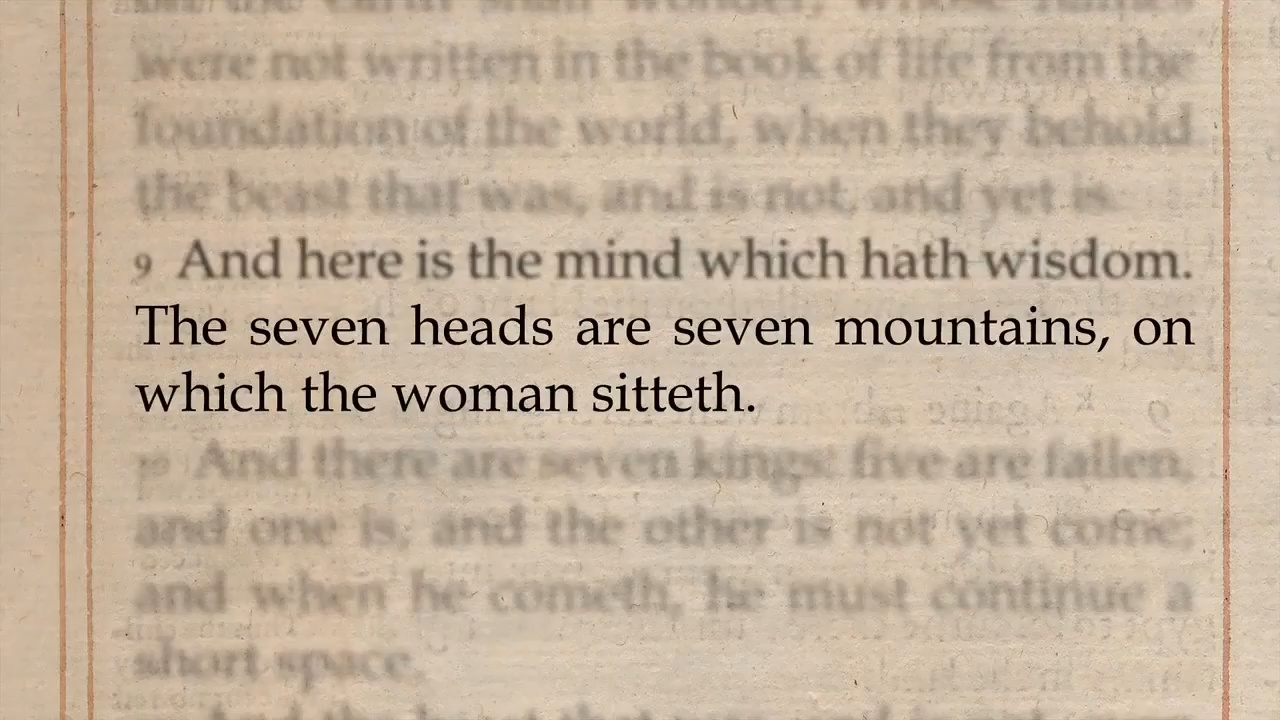 were not written in the book of life from the
foundation of the world, when they behold
the beast that was, and is not, and yet is.
9 And here is the mind which hath wisdom.
The seven heads are seven mountains, on
which the woman sitteth.
10 And there are seven kings: five are fallen,
and one is; and the other is not yet come;
and when he cometh, he must continue a
short space.